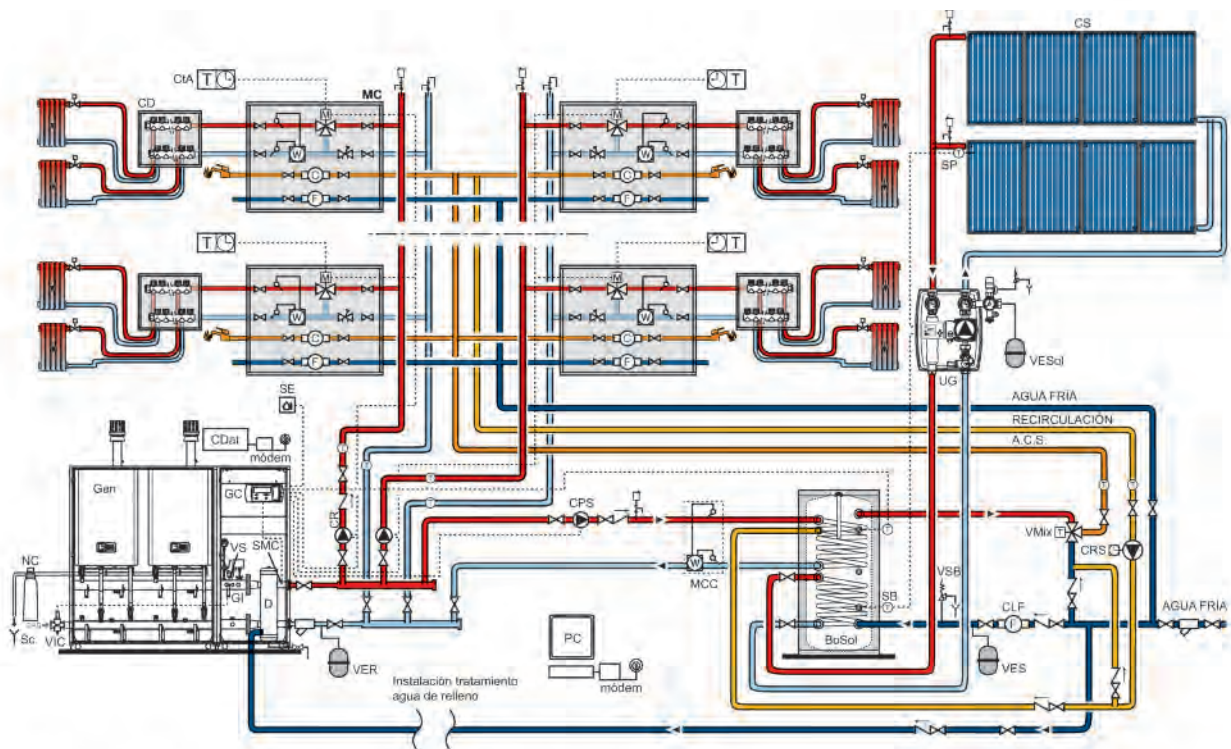 CS
CtA
T
T
CD
MC
M
M
W
W
C
C
F
F
SP
T
T
T
M
M
W
W
C
C
F
F
UG
VESol
SE
AGUA FRÍA
RECIRCULACIÓN
A.C.S.
CDat
módem
Gen
GC
CR
CPS
VMix
T
CRS
NC
VS
SMC
GI
D
W
MCC
SB
VSB
CLF
F
AGUA FRÍA
Sc
VIC
BoSol
PC
VER
VES
módem
Instalación tratamiento
agua de relleno